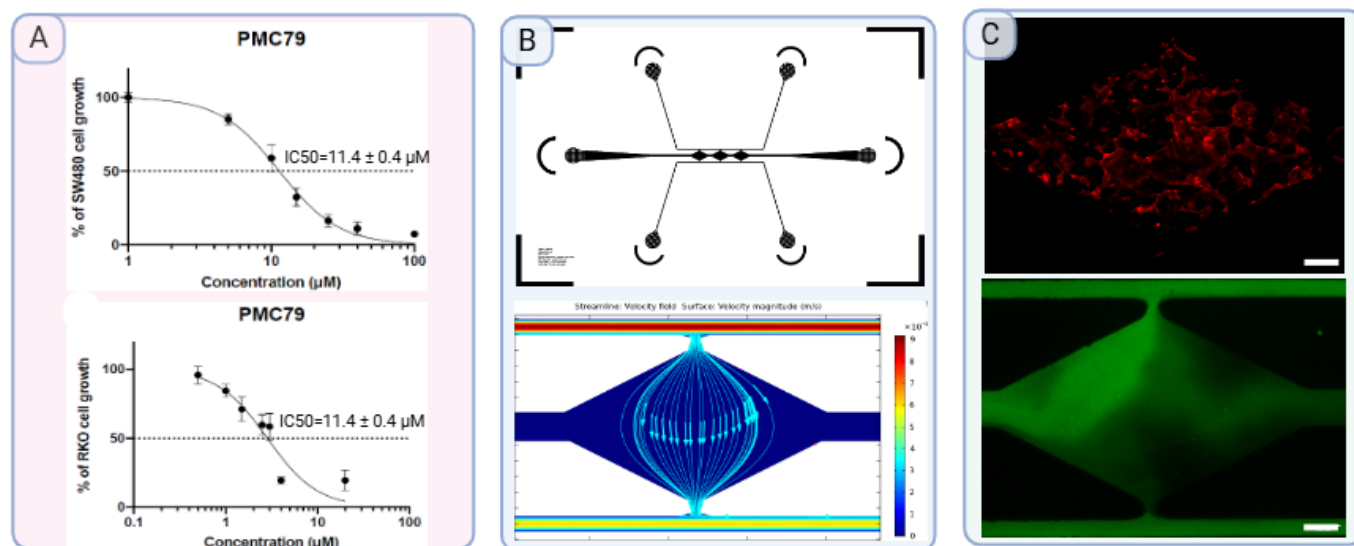 A
PMC79
% of SW480 cell growth
100
50
0
IC50=11.4 ± 0.4 µM
1
10
100
Concentration (µM)
PMC79
% of RKO cell growth
100
50
0
IC50=11.4 ± 0.4 µM
0.1
1
10
100
Concentration (µM)
B
Streamline: Velocity field Surface: Velocity magnitude (m/s)
9
8
7
6
5
4
3
2
1
0
C